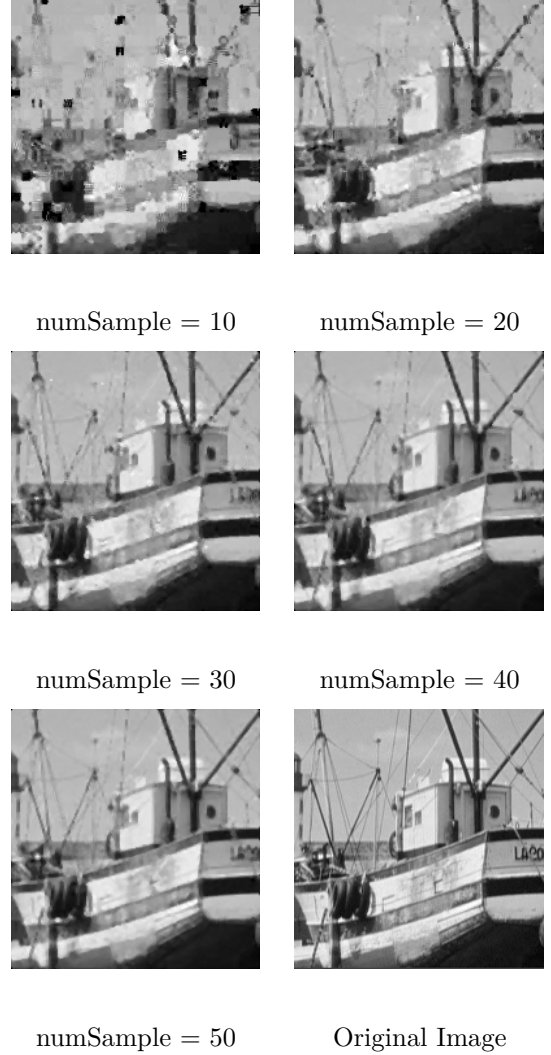 numSample = 10
numSample = 20
numSample = 30
numSample = 40
numSample = 50
Original Image